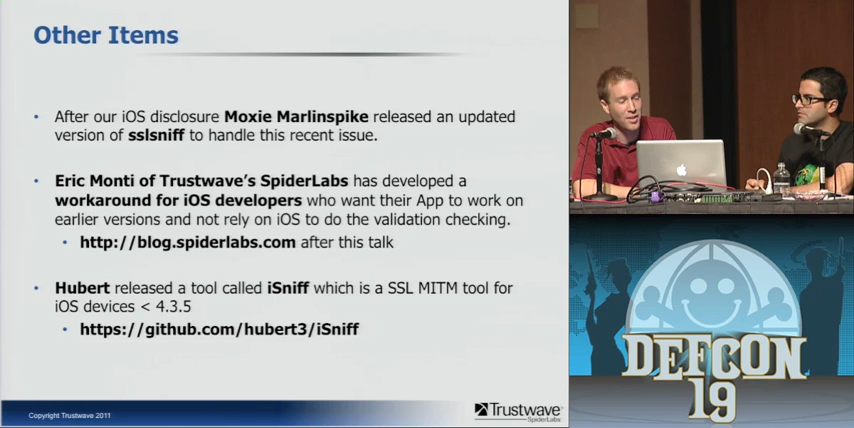 Other Items
• After our iOS disclosure Moxie Marlinspike released an updated
version of sslsniff to handle this recent issue.
• Eric Monti of Trustwave's SpiderLabs has developed a
workaround for iOS developers who want their App to work on
earlier versions and not rely on iOS to do the validation checking.
• http://blog.spiderlabs.com after this talk
• Hubert released a tool called iSniff which is a SSL MITM tool for
iOS devices < 4.3.5
• https://github.com/hubert3/iSniff
Copyright Trustwave 2011
Trustwave®
SpiderLabs
DEFCON
19